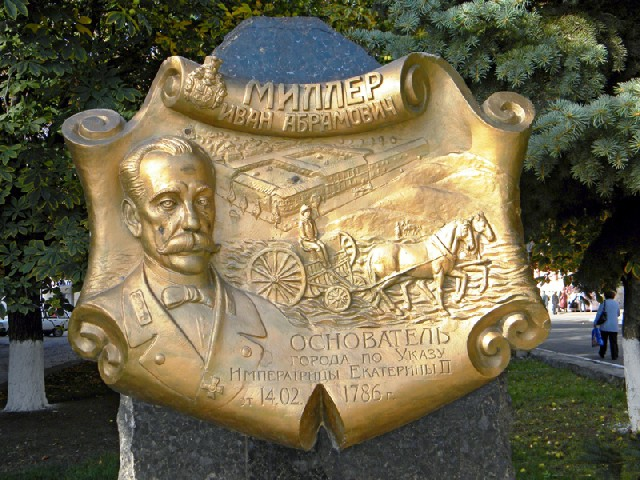 МИЛЛЕР
ИВАН АБРАМОВИЧ
ОСНОВАТЕЛЬ
ГОРОДА ПО УКАЗУ
ИМПЕРАТРИЦЫ ЕКАТЕРИНЫ II
14.02. 1786 г.